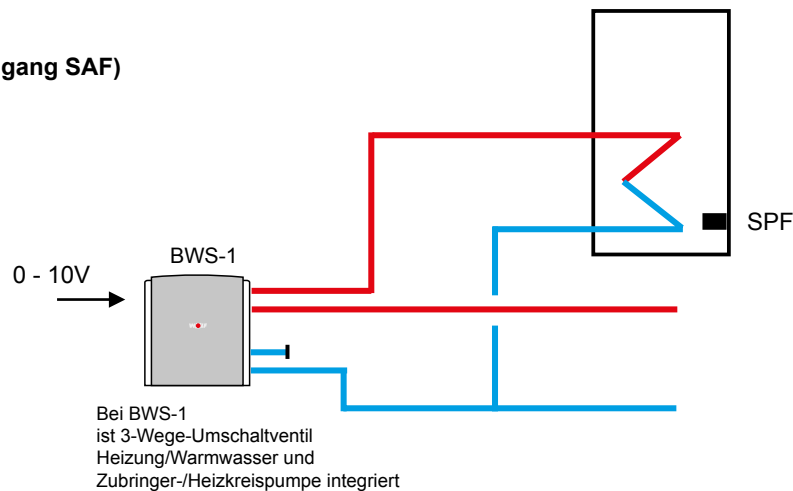 gang SAF)
SPF
BWS-1
0 - 10V
Bei BWS-1
ist 3-Wege-Umschaltventil
Heizung/Warmwasser und
Zubringer-/Heizkreispumpe integriert